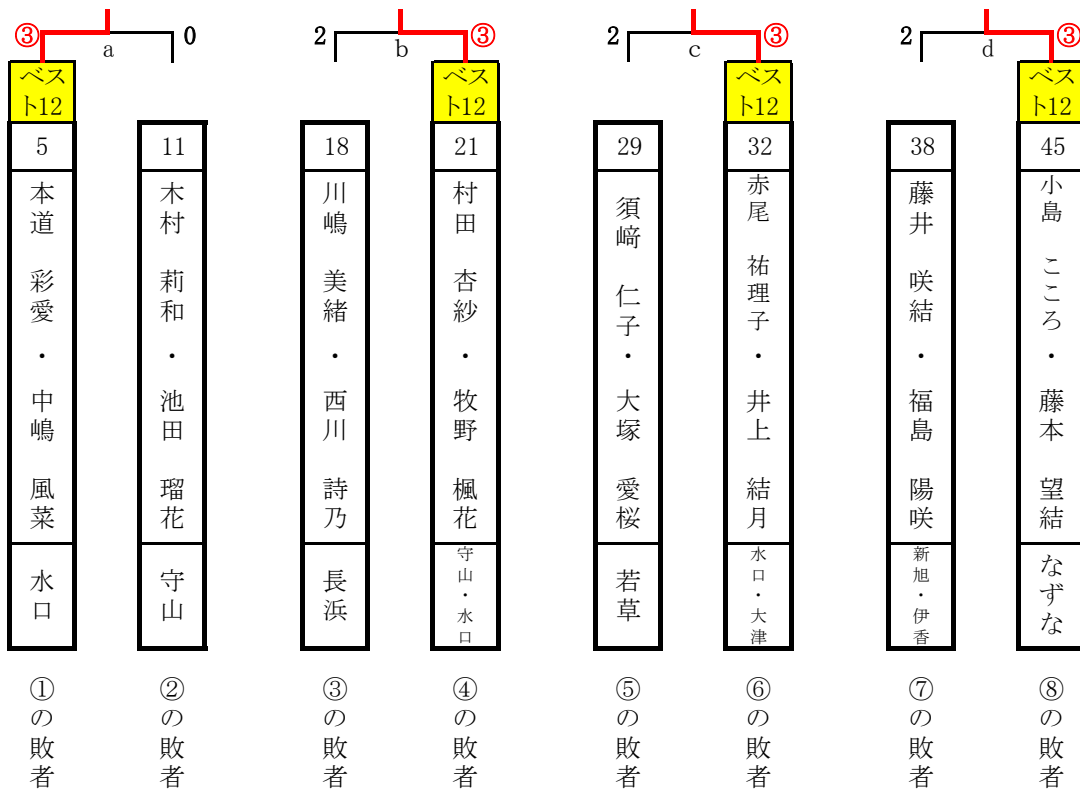 ③ a 0
2 b ③
2 c ③
2 d ③
ベスト12
ベスト12
ベスト12
ベスト12
5
本道 彩愛・中嶋 風菜
水口
①の敗者
11
木村 莉和・池田 瑠花
守山
②の敗者
18
川嶋 美緒・西川 詩乃
長浜
③の敗者
21
村田 杏紗・牧野 楓花
守山・水口
④の敗者
29
須﨑 仁子・大塚 愛桜
若草
⑤の敗者
32
赤尾 祐理子・井上 結月
水口・大津
⑥の敗者
38
藤井 咲結・福島 陽咲
新旭・伊香
⑦の敗者
45
小島 こころ・藤本 望結
なずな
⑧の敗者